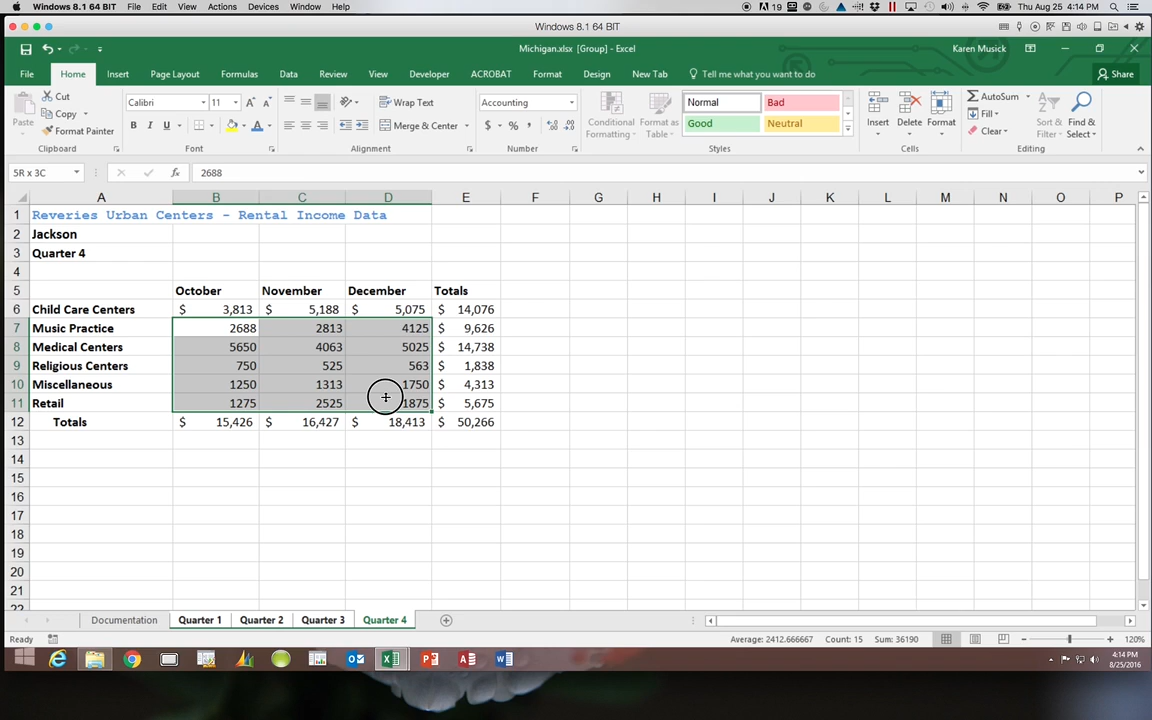 Windows 8.1 64 BIT File Edit View Actions Devices Window Help 19 Thu Aug 25 4:14 PM
Windows 8.1 64 BIT
Michigan.xlsx [Group] - Excel Karen Musick
File Home Insert Page Layout Formulas Data Review View Developer ACROBAT Format Design New Tab Tell me what you want to do Share
Paste Cut Copy Format Painter Clipboard
Calibri 11 B I U Font
Wrap Text Merge & Center Alignment
Accounting $ % , Number
Conditional Formatting Format as Table Normal Bad Good Neutral Styles
Insert Delete Format Cells
AutoSum Fill Clear Sort & Filter Find & Select Editing
5R x 3C fx 2688
A B C D E F G H I J K L M N O P
1 Reveries Urban Centers - Rental Income Data
2 Jackson
3 Quarter 4
4
5 October November December Totals
6 Child Care Centers $ 3,813 $ 5,188 $ 5,075 $ 14,076
7 Music Practice 2688 2813 4125 $ 9,626
8 Medical Centers 5650 4063 5025 $ 14,738
9 Religious Centers 750 525 563 $ 1,838
10 Miscellaneous 1250 1313 1750 $ 4,313
11 Retail 1275 2525 1875 $ 5,675
12 Totals $ 15,426 $ 16,427 $ 18,413 $ 50,266
13
14
15
16
17
18
19
20
21
22
Documentation Quarter 1 Quarter 2 Quarter 3 Quarter 4
Ready Average: 2412.666667 Count: 15 Sum: 36190 120%
4:14 PM
8/25/2016